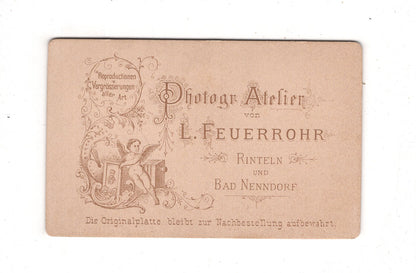 Reproductionen
u.
Vergrösserungen
aller Art.
Photogr. Atelier
von
L. FEUERROHR
RINTELN
UND
BAD NENNDORF
Die Originalplatte bleibt zur Nachbestellung aufbewahrt.